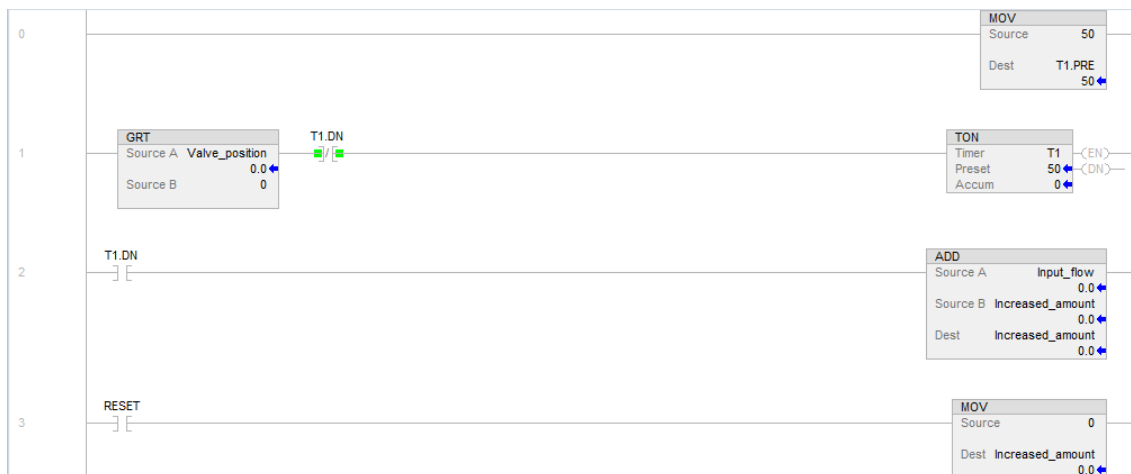 0
MOV
Source 50
Dest T1.PRE
50
1
GRT
Source A Valve_position
0.0
Source B 0
T1.DN
TON
Timer T1
Preset 50
Accum 0
(EN)
(DN)
2
T1.DN
ADD
Source A Input_flow
0.0
Source B Increased_amount
0.0
Dest Increased_amount
0.0
3
RESET
MOV
Source 0
Dest Increased_amount
0.0